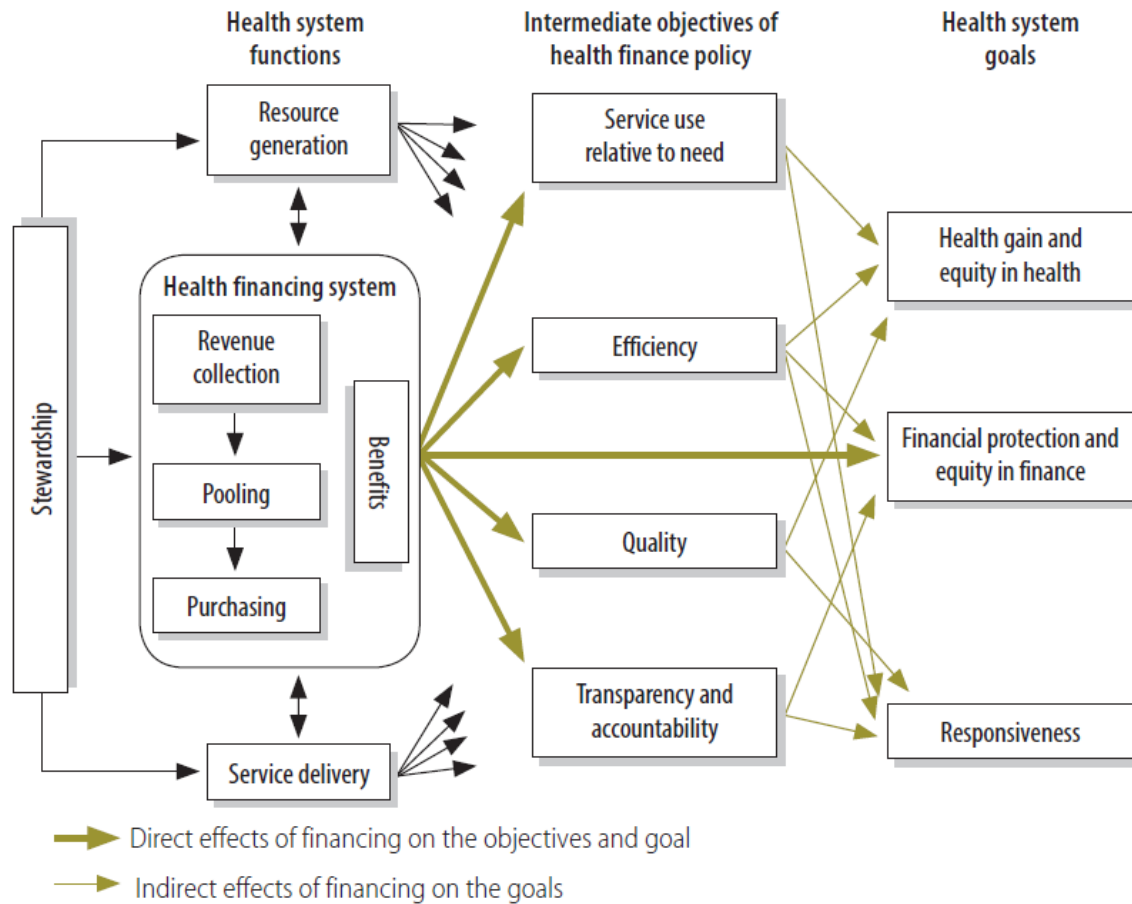 Health system
functions
Intermediate objectives of
health finance policy
Health system
goals
Resource
generation
Service use
relative to need
Health gain and
equity in health
Stewardship
Health financing system
Revenue
collection
Pooling
Purchasing
Benefits
Efficiency
Financial protection and
equity in finance
Quality
Transparency and
accountability
Responsiveness
Service delivery
Direct effects of financing on the objectives and goal
Indirect effects of financing on the goals